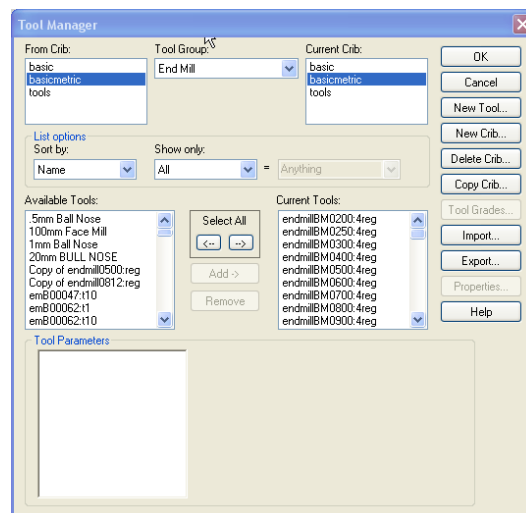 Tool Manager
From Crib:
basic
basicmetric
tools
Tool Group:
End Mill
Current Crib:
basic
basicmetric
tools
OK
Cancel
New Tool...
New Crib...
Delete Crib...
Copy Crib...
Tool Grades...
Import...
Export...
Properties...
Help
List options
Sort by:
Name
Show only:
All
=
Anything
Available Tools:
.5mm Ball Nose
100mm Face Mill
1mm Ball Nose
20mm BULL NOSE
Copy of endmill0500:reg
Copy of endmill0812:reg
emB00047:t10
emB00062:t1
emB00062:t10
Select All
<--
-->
Add ->
Remove
Current Tools:
endmillBM0200:4reg
endmillBM0250:4reg
endmillBM0300:4reg
endmillBM0400:4reg
endmillBM0500:4reg
endmillBM0600:4reg
endmillBM0700:4reg
endmillBM0800:4reg
endmillBM0900:4reg
Tool Parameters